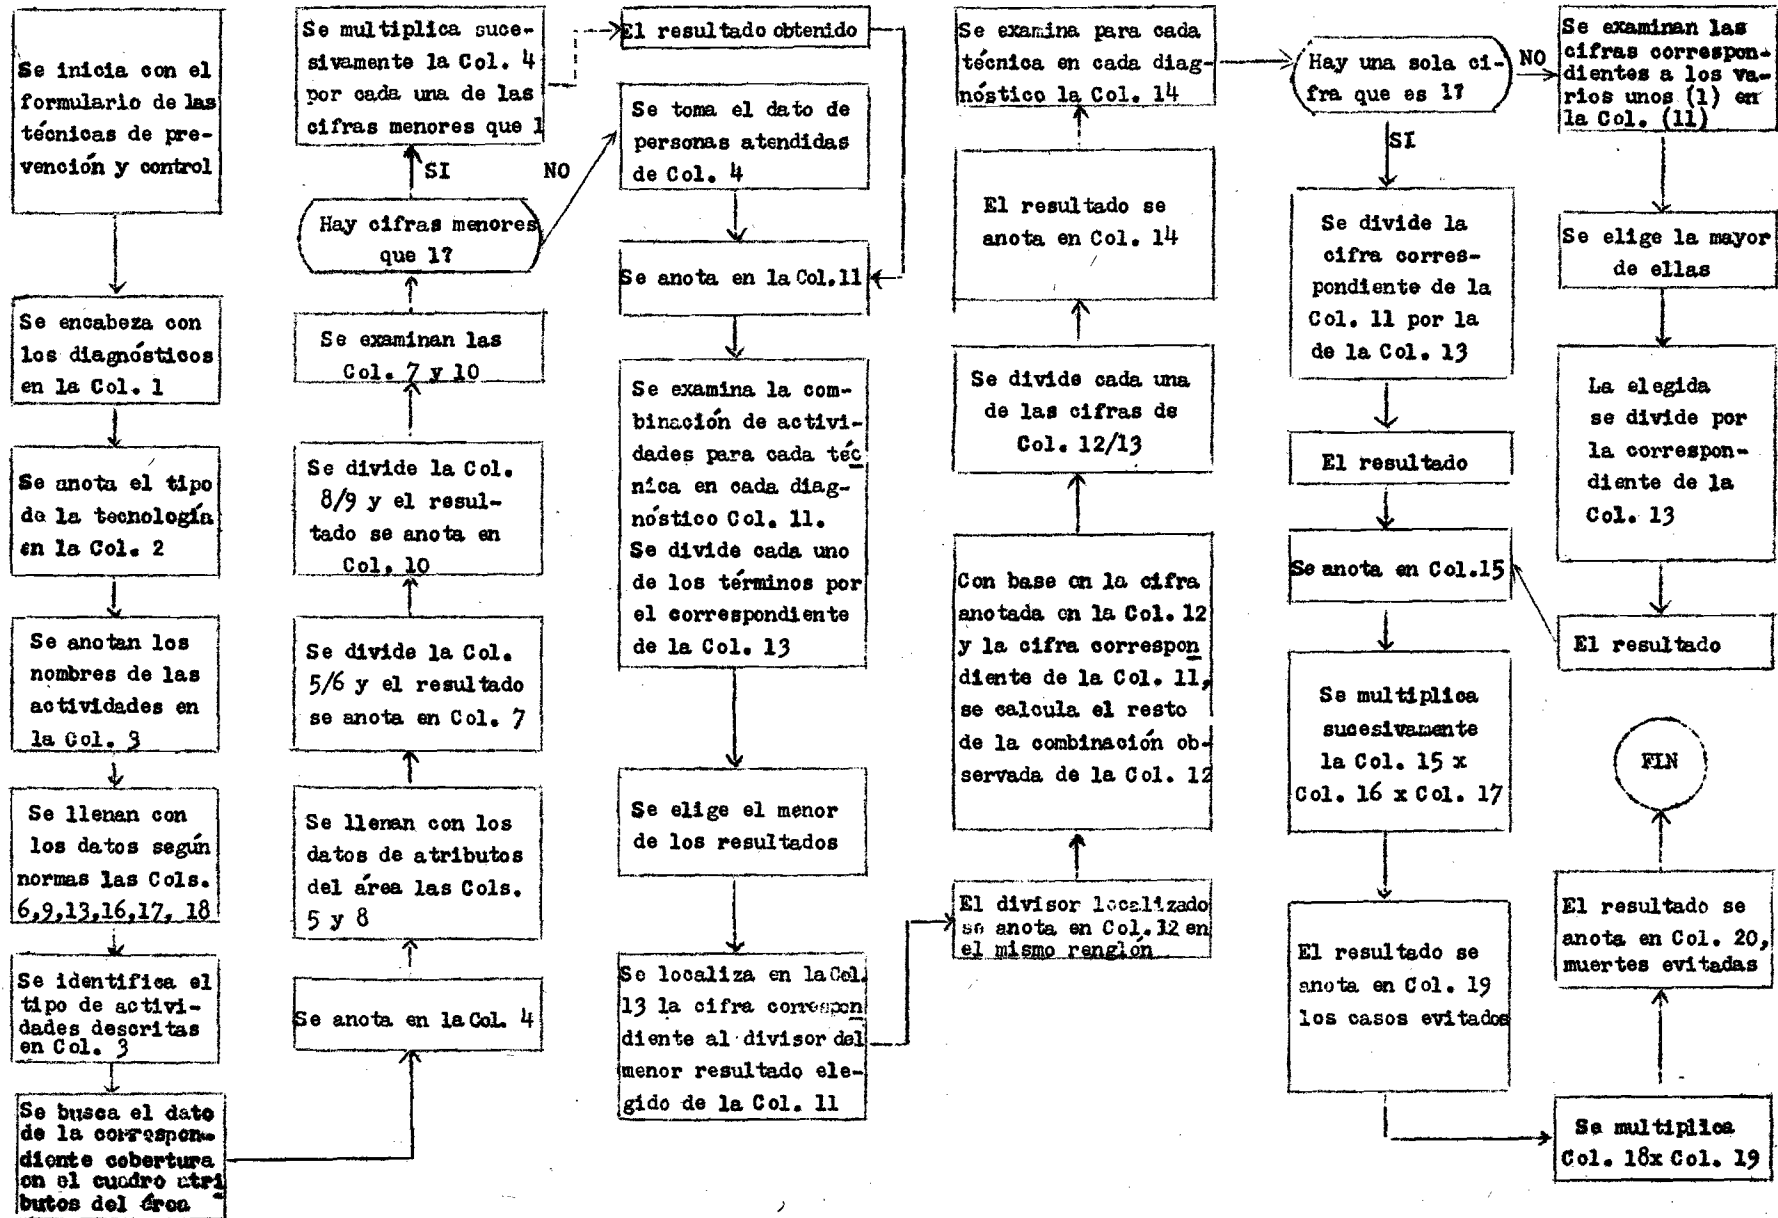 Se inicia con el
formulario de las
técnicas de pre-
vención y control
Se encabeza con
los diagnósticos
en la Col. 1
Se anota el tipo
de la tecnología
en la Col. 2
Se anotan los
nombres de las
actividades en
la Col. 3
Se llenan con
los datos según
normas las Cols.
6,9,13,16,17, 18
Se identifica el
tipo de activi-
dades descritas
en Col. 3
Se busca el dato
de la correspon-
diente cobertura
en el cuadro atri
butos del área
Se multiplica suce-
sivamente la Col. 4
por cada una de las
cifras menores que 1
SI
NO
Hay cifras menores
que 1?
Se examinan las
Col. 7 y 10
Se divide la Col.
8/9 y el resul-
tado se anota en
Col. 10
Se divide la Col.
5/6 y el resultado
se anota en Col. 7
Se llenan con los
datos de atributos
del área las Cols.
5 y 8
Se anota en la Col. 4
El resultado obtenido
Se toma el dato de
personas atendidas
de Col. 4
Se anota en la Col.11
Se examina la com-
binación de activi-
dades para cada téc
nica en cada diag-
nóstico Col. 11.
Se divide cada uno
de los términos por
el correspondiente
de la Col. 13
Se elige el menor
de los resultados
Se localiza en la Col.
13 la cifra correspon
diente al divisor del
menor resultado ele-
gido de la Col. 11
Se examina para cada
técnica en cada diag-
nóstico la Col. 14
El resultado se
anota en Col. 14
Se divide cada una
de las cifras de
Col. 12/13
Con base en la cifra
anotada en la Col. 12
y la cifra correspon
diente de la Col. 11,
se calcula el resto
de la combinación ob-
servada de la Col. 12
El divisor localizado
se anota en Col.12 en
el mismo renglón
Hay una sola ci-
fra que es 1?
NO
SI
Se divide la
cifra corres-
pondiente de la
Col. 11 por la
de la Col. 13
El resultado
Se anota en Col.15
Se multiplica
sucesivamente
la Col. 15 x
Col. 16 x Col. 17
El resultado se
anota en Col. 19
los casos evitados
Se examinan las
cifras correspon-
dientes a los va-
rios unos (1) en
la Col. (11)
Se elige la mayor
de ellas
La elegida
se divide por
la correspon-
diente de la
Col. 13
El resultado
FIN
El resultado se
anota en Col. 20,
muertes evitadas
Se multiplica
Col. 18x Col. 19